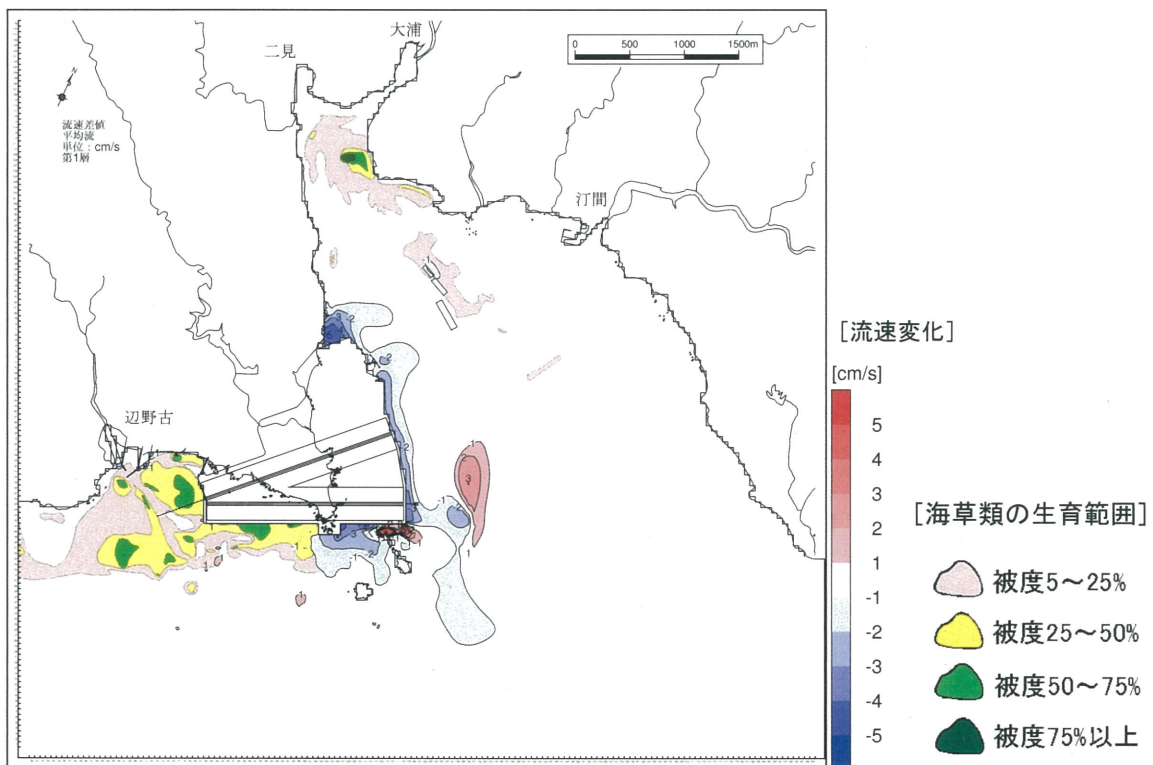 大浦
二見
0 500 1000 1500m
N
流速差値
平均流
単位：cm/s
第1層
汀間
辺野古
[流速変化]
[cm/s]
5
4
3
2
1
-1
-2
-3
-4
-5
[海草類の生育範囲]
被度5～25%
被度25～50%
被度50～75%
被度75%以上